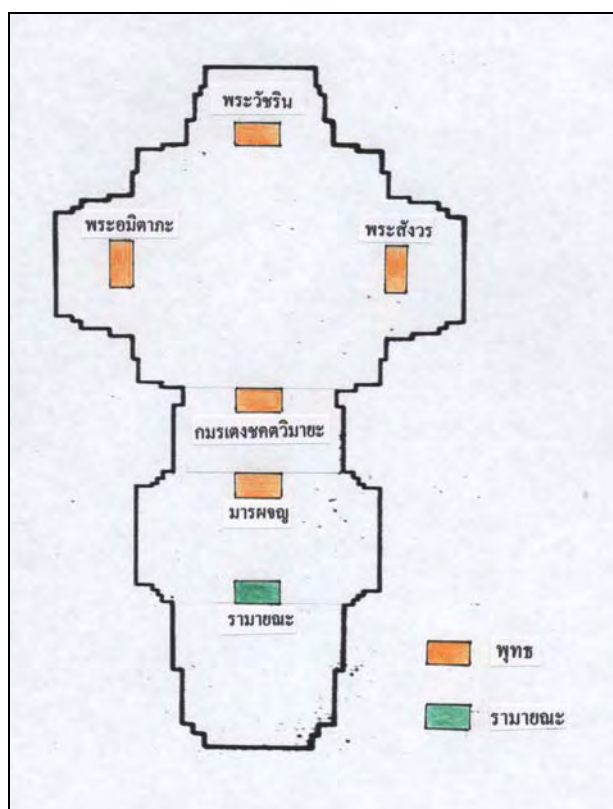 พระวัชริน
พระอมิตาภะ
พระสังวร
กมรเตงชคตวิมายะ
มารผจญ
รามายณะ
พุทธ
รามายณะ